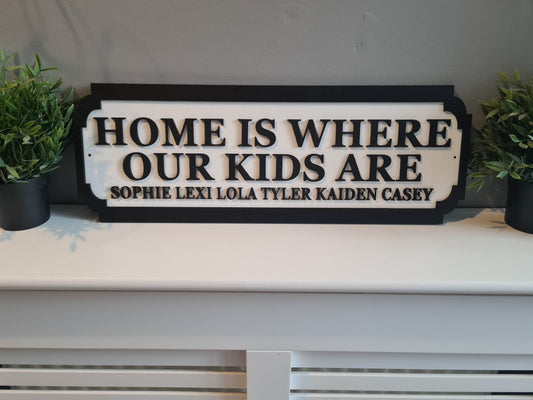 HOME IS WHERE
OUR KIDS ARE
SOPHIE LEXI LOLA TYLER KAIDEN CASEY